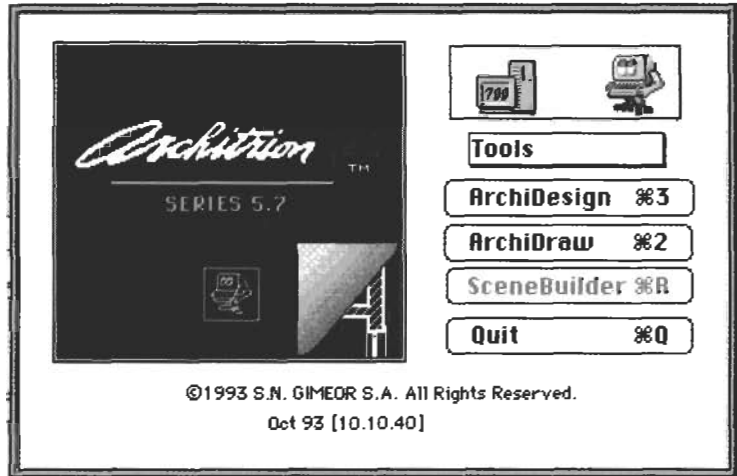 Architrion ™
SERIES 5.7
Tools
ArchiDesign ⌘3
ArchiDraw ⌘2
SceneBuilder ⌘R
Quit ⌘Q
©1993 S.N. GIMEOR S.A. All Rights Reserved.
Oct 93 [10.10.40]